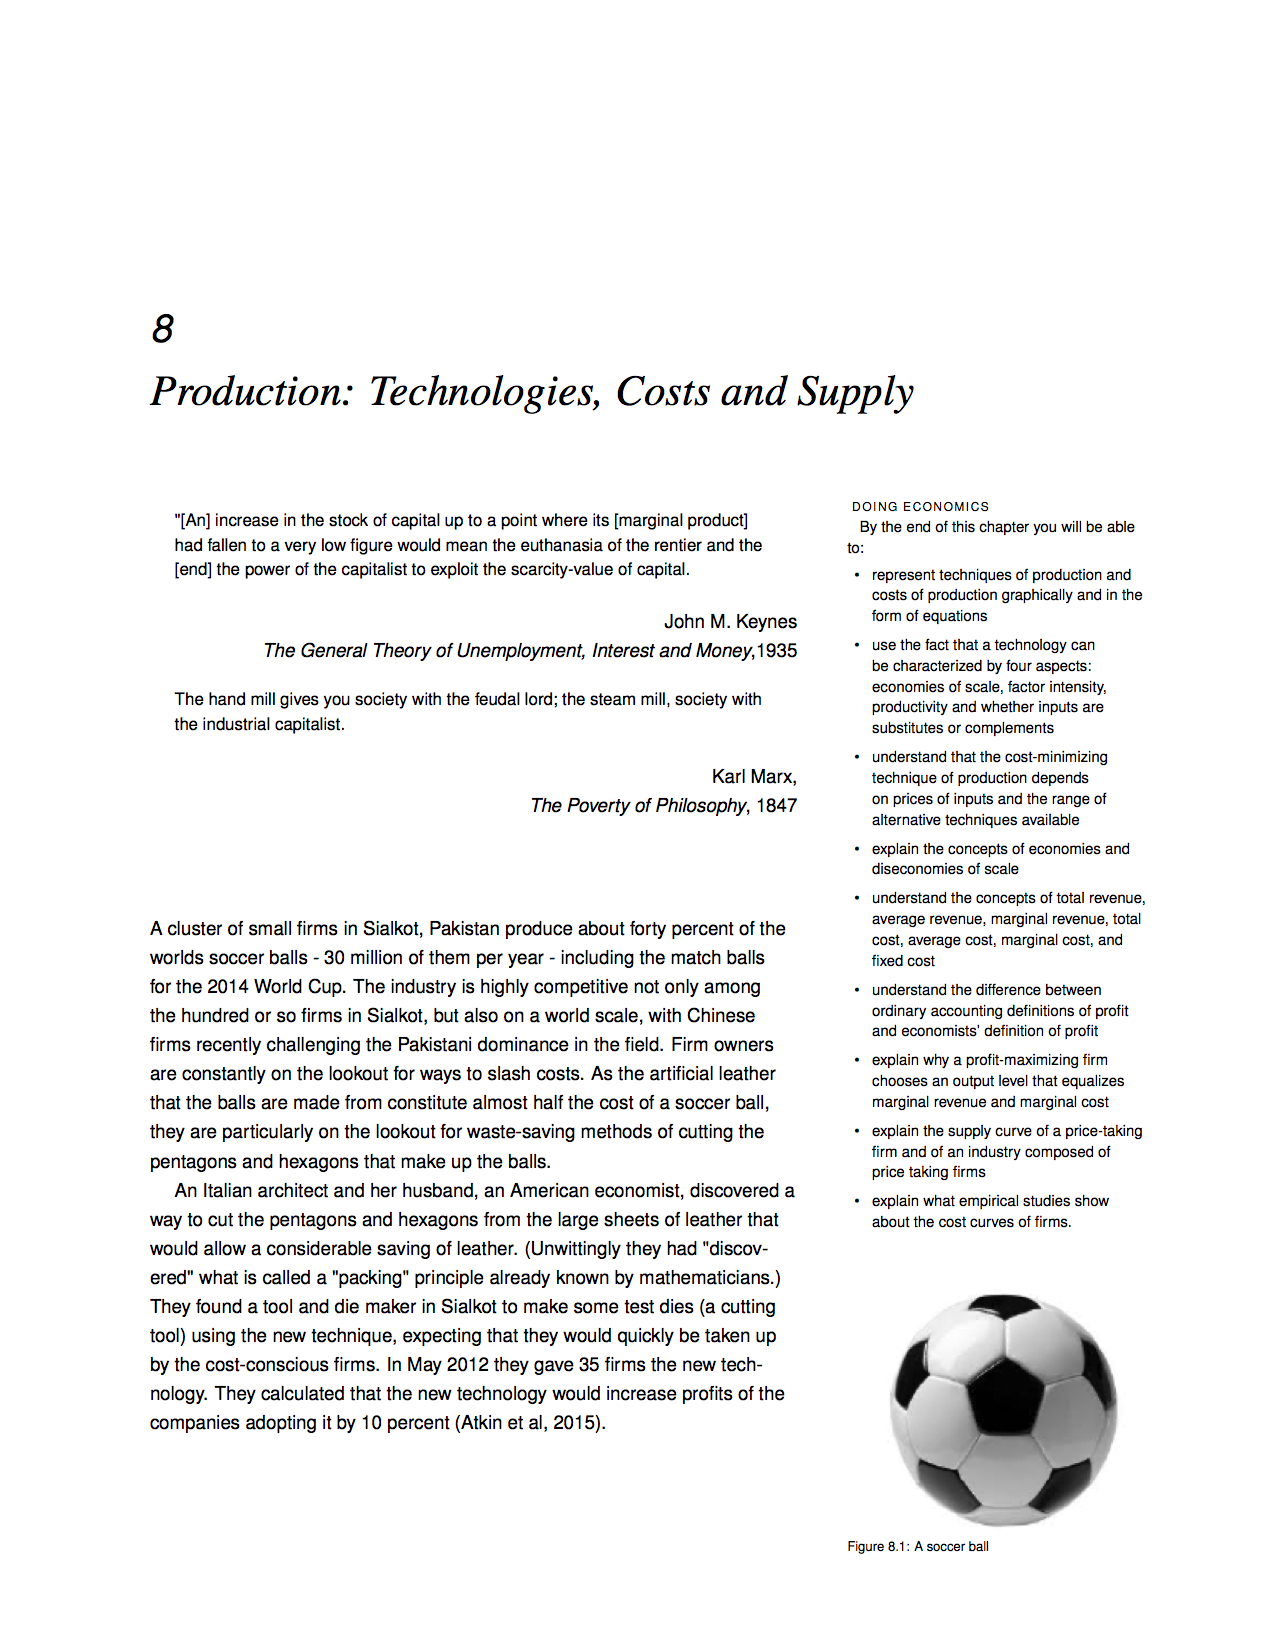 8
Production: Technologies, Costs and Supply
"[An] increase in the stock of capital up to a point where its [marginal product]
had fallen to a very low figure would mean the euthanasia of the rentier and the
[end] the power of the capitalist to exploit the scarcity-value of capital.
John M. Keynes
The General Theory of Unemployment, Interest and Money,1935
The hand mill gives you society with the feudal lord; the steam mill, society with
the industrial capitalist.
Karl Marx,
The Poverty of Philosophy, 1847
A cluster of small firms in Sialkot, Pakistan produce about forty percent of the
worlds soccer balls - 30 million of them per year - including the match balls
for the 2014 World Cup. The industry is highly competitive not only among
the hundred or so firms in Sialkot, but also on a world scale, with Chinese
firms recently challenging the Pakistani dominance in the field. Firm owners
are constantly on the lookout for ways to slash costs. As the artificial leather
that the balls are made from constitute almost half the cost of a soccer ball,
they are particularly on the lookout for waste-saving methods of cutting the
pentagons and hexagons that make up the balls.
An Italian architect and her husband, an American economist, discovered a
way to cut the pentagons and hexagons from the large sheets of leather that
would allow a considerable saving of leather. (Unwittingly they had "discov-
ered" what is called a "packing" principle already known by mathematicians.)
They found a tool and die maker in Sialkot to make some test dies (a cutting
tool) using the new technique, expecting that they would quickly be taken up
by the cost-conscious firms. In May 2012 they gave 35 firms the new tech-
nology. They calculated that the new technology would increase profits of the
companies adopting it by 10 percent (Atkin et al, 2015).
DOING ECONOMICS
By the end of this chapter you will be able
to:
• represent techniques of production and
costs of production graphically and in the
form of equations
• use the fact that a technology can
be characterized by four aspects:
economies of scale, factor intensity,
productivity and whether inputs are
substitutes or complements
• understand that the cost-minimizing
technique of production depends
on prices of inputs and the range of
alternative techniques available
• explain the concepts of economies and
diseconomies of scale
• understand the concepts of total revenue,
average revenue, marginal revenue, total
cost, average cost, marginal cost, and
fixed cost
• understand the difference between
ordinary accounting definitions of profit
and economists' definition of profit
• explain why a profit-maximizing firm
chooses an output level that equalizes
marginal revenue and marginal cost
• explain the supply curve of a price-taking
firm and of an industry composed of
price taking firms
• explain what empirical studies show
about the cost curves of firms.
Figure 8.1: A soccer ball